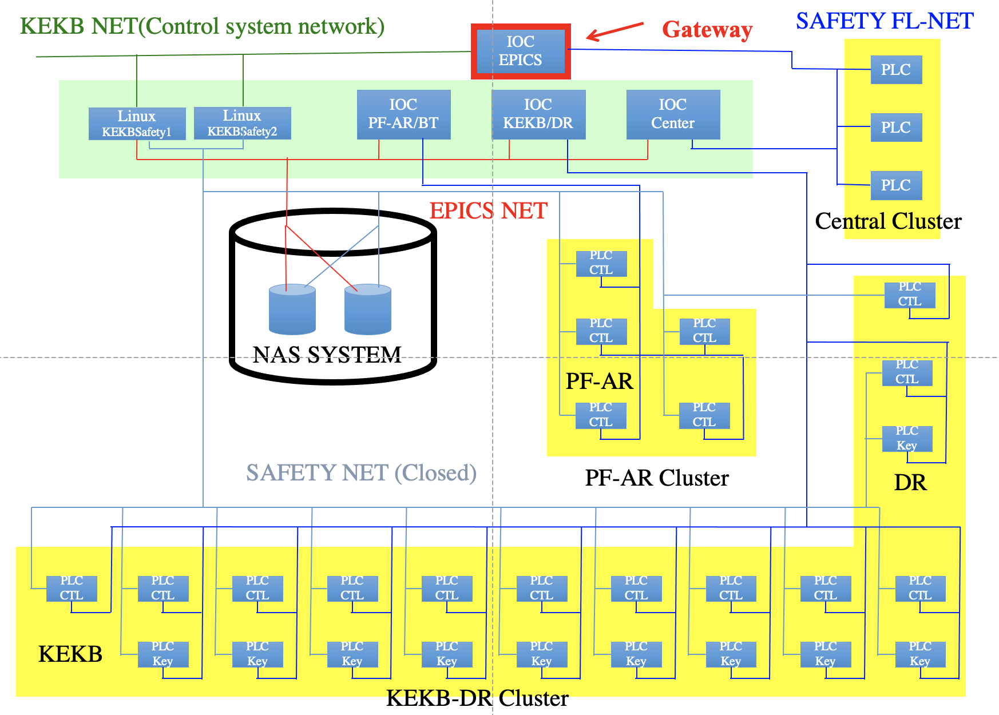 KEKB NET(Control system network)
IOC
EPICS
Gateway
SAFETY FL-NET
PLC
PLC
PLC
Central Cluster
Linux
KEKBSafety1
Linux
KEKBSafety2
IOC
PF-AR/BT
IOC
KEKB/DR
IOC
Center
EPICS NET
NAS SYSTEM
PLC
CTL
PLC
CTL
PLC
CTL
PF-AR
PLC
CTL
PLC
CTL
PF-AR Cluster
PLC
CTL
PLC
CTL
PLC
Key
DR
SAFETY NET (Closed)
PLC
CTL
PLC
CTL
PLC
CTL
PLC
CTL
PLC
CTL
PLC
CTL
PLC
CTL
PLC
CTL
PLC
CTL
PLC
CTL
KEKB
PLC
Key
PLC
Key
PLC
Key
PLC
Key
PLC
Key
PLC
Key
PLC
Key
PLC
Key
PLC
Key
KEKB-DR Cluster